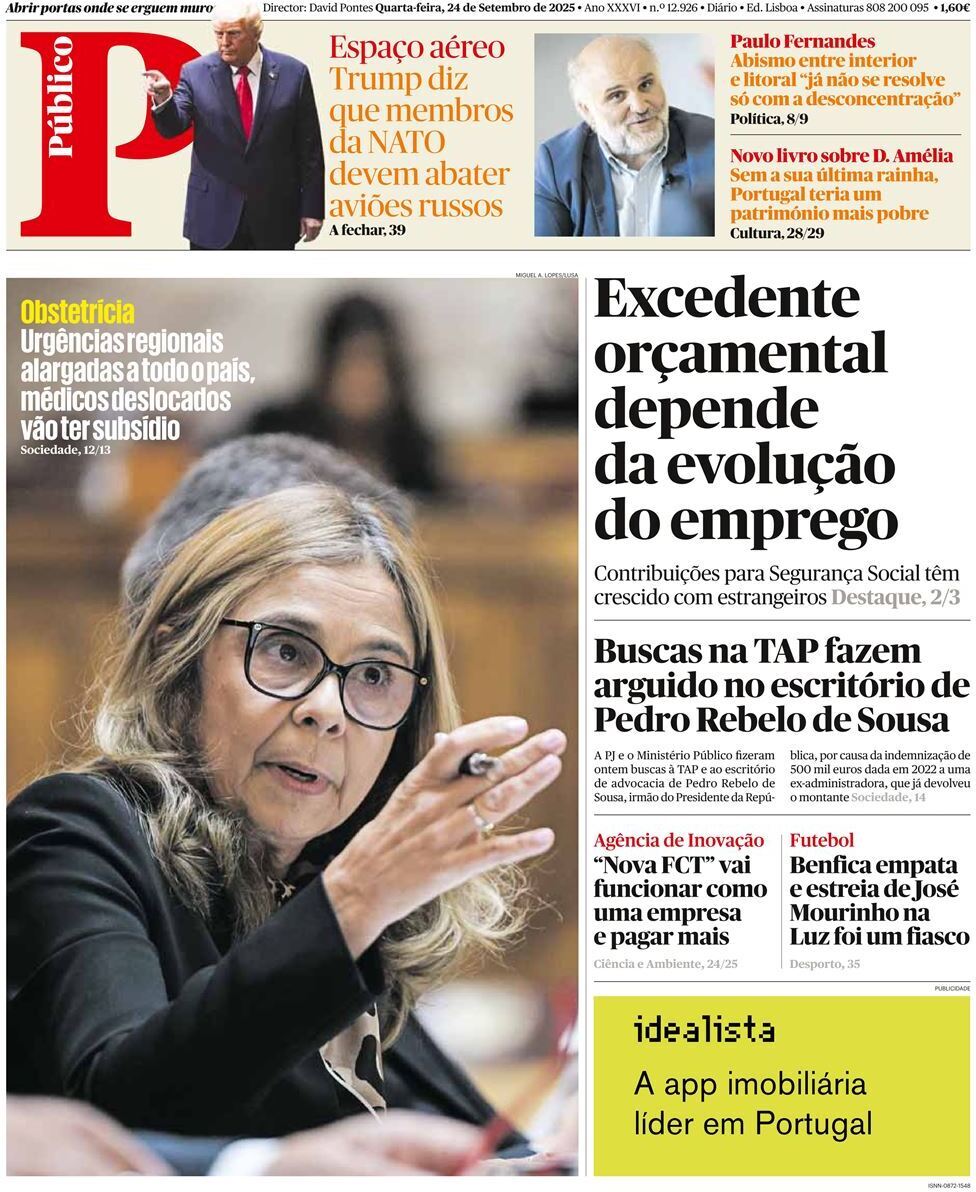 Abrir portas onde se erguem muros
Director: David Pontes Quarta-feira, 24 de Setembro de 2025 • Ano XXXVI • n.º 12.926 • Diário • Ed. Lisboa • Assinaturas 808 200 095 • 1,60€
Público
P
Espaço aéreo
Trump diz
que membros
da NATO
devem abater
aviões russos
A fechar, 39
Paulo Fernandes
Abismo entre interior
e litoral “já não se resolve
só com a desconcentração”
Política, 8/9
Novo livro sobre D. Amélia
Sem a sua última rainha,
Portugal teria um
património mais pobre
Cultura, 28/29
MIGUEL A. LOPES/LUSA
Obstetrícia
Urgências regionais
alargadas a todo o país,
médicos deslocados
vão ter subsídio
Sociedade, 12/13
Excedente
orçamental
depende
da evolução
do emprego
Contribuições para Segurança Social têm
crescido com estrangeiros Destaque, 2/3
Buscas na TAP fazem
arguido no escritório de
Pedro Rebelo de Sousa
A PJ e o Ministério Público fizeram
ontem buscas à TAP e ao escritório
de advocacia de Pedro Rebelo de
Sousa, irmão do Presidente da Repú-
blica, por causa da indemnização de
500 mil euros dada em 2022 a uma
ex-administradora, que já devolveu
o montante Sociedade, 14
Agência de Inovação
“Nova FCT” vai
funcionar como
uma empresa
e pagar mais
Ciência e Ambiente, 24/25
Futebol
Benfica empata
e estreia de José
Mourinho na
Luz foi um fiasco
Desporto, 35
PUBLICIDADE
idealista
A app imobiliária
líder em Portugal
ISNN-0872-1548